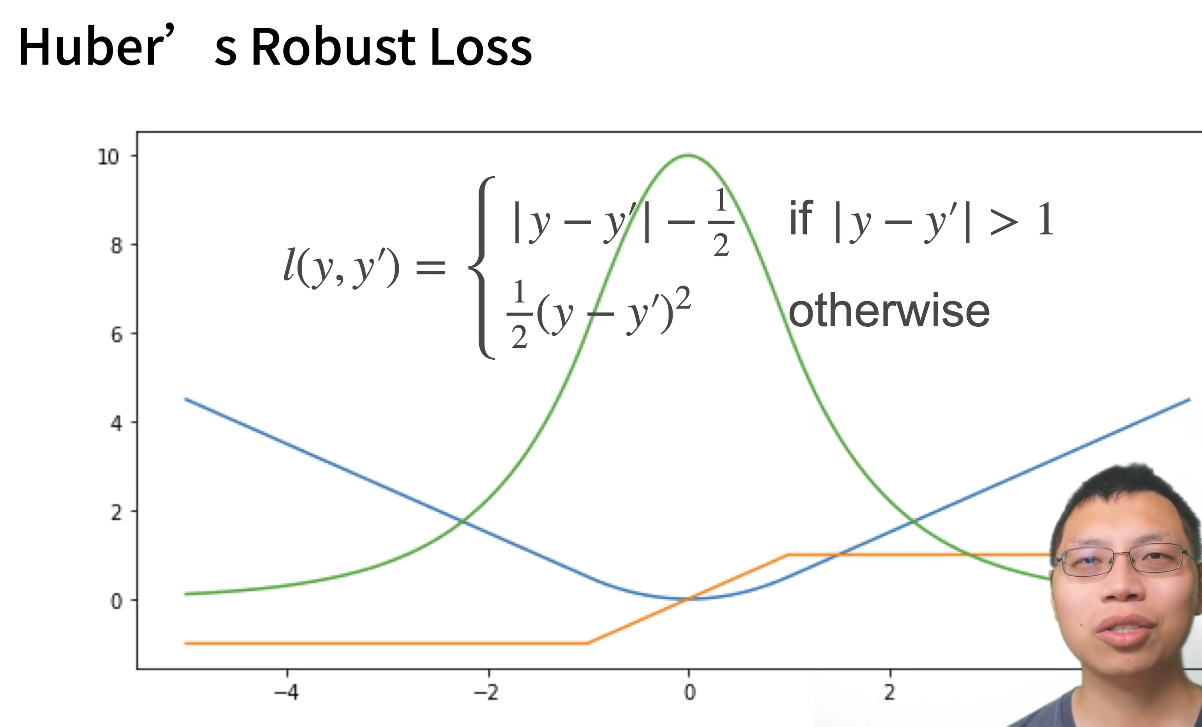 Huber’s Robust Loss
10
8
6
4
2
0
l(y, y′) = { |y − y′| − 1/2 if |y − y′| > 1
1/2(y − y′)² otherwise
−4 −2 0 2